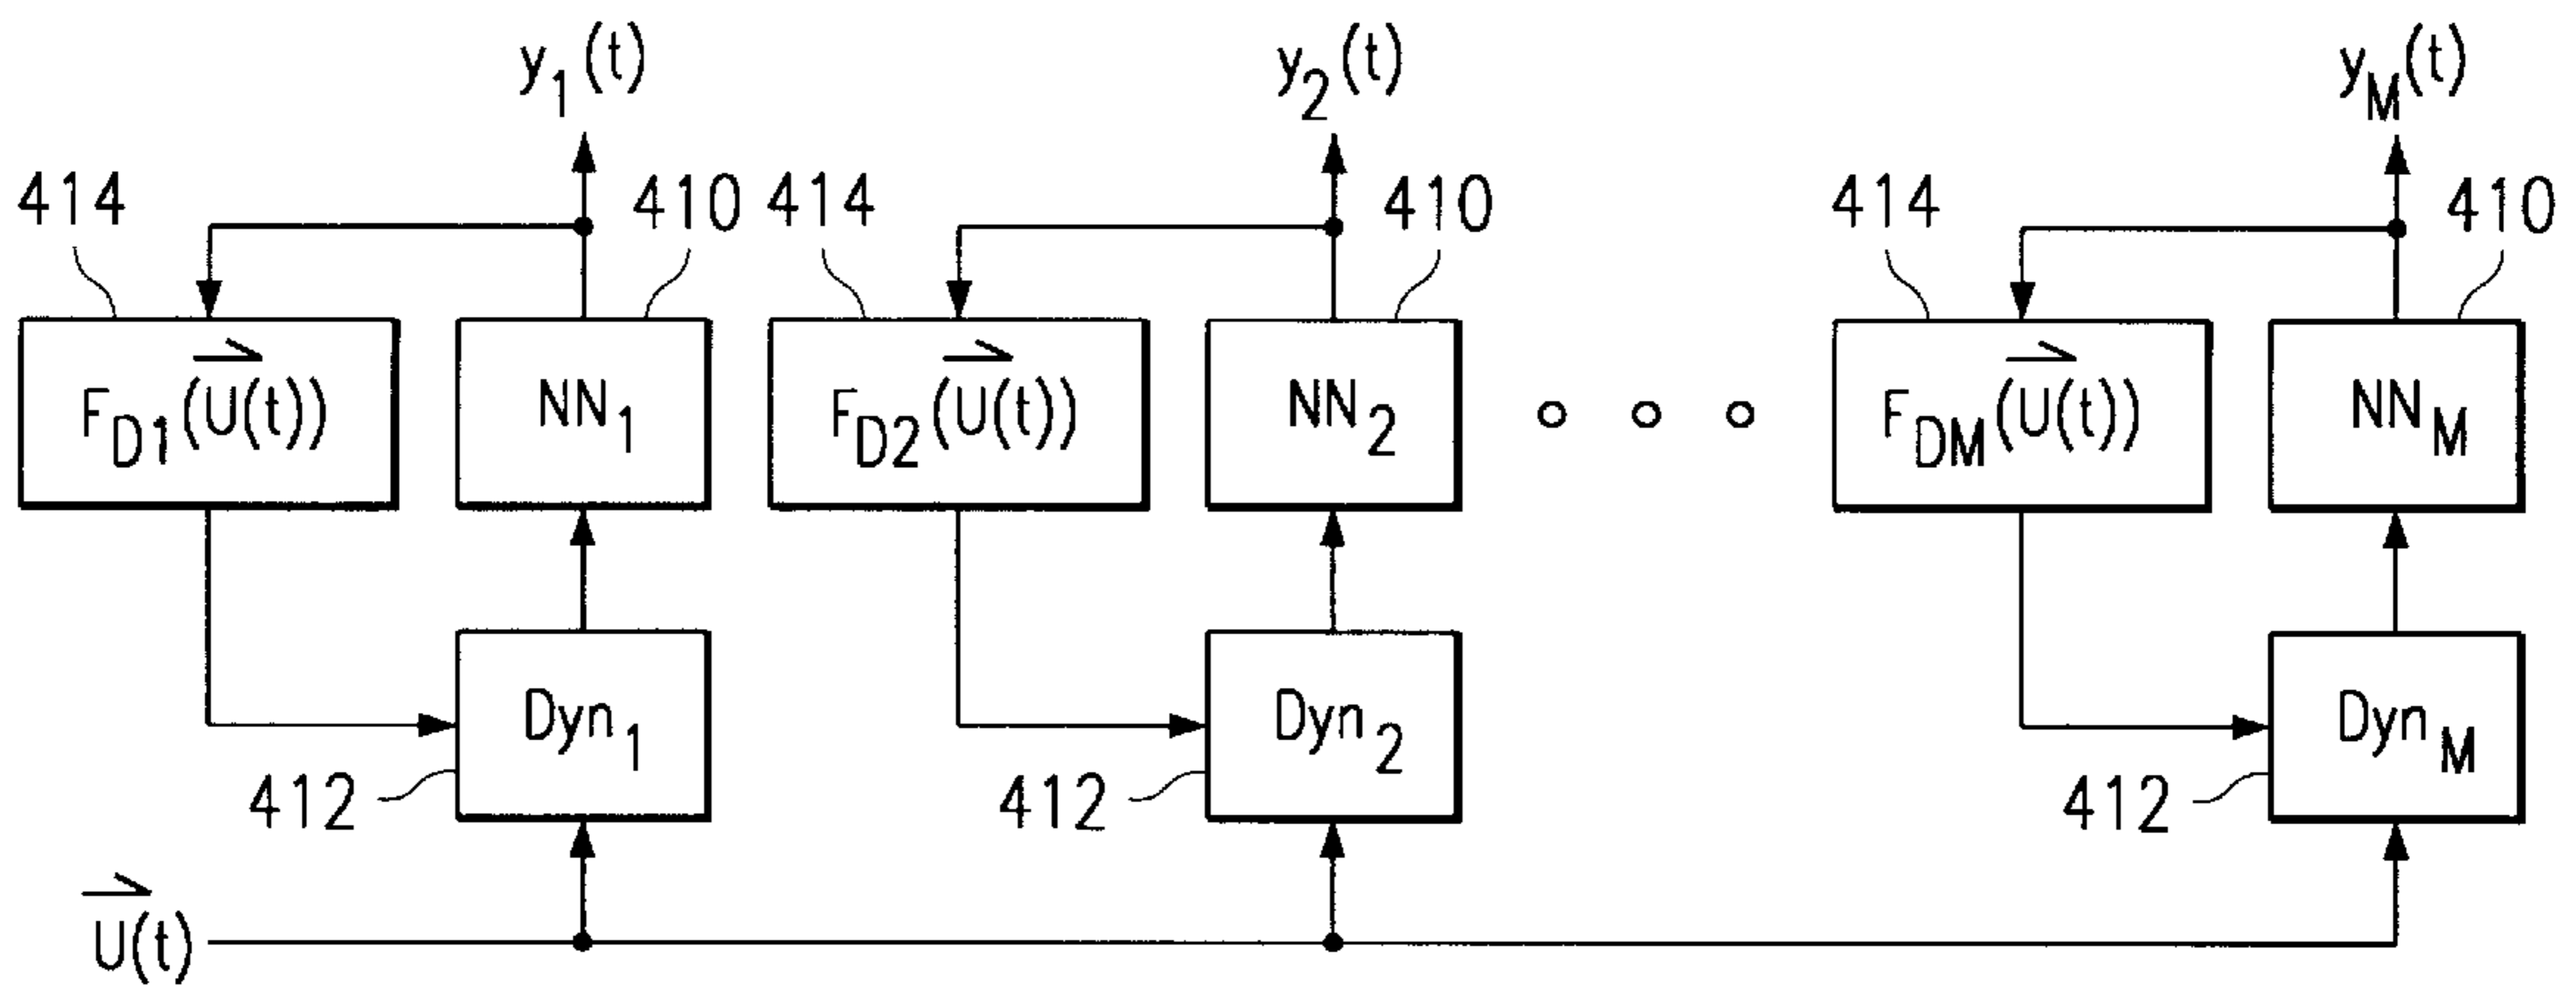 y1(t) y2(t) yM(t)
414 410 414 410 414 410
FD1(U(t)) NN1 FD2(U(t)) NN2 ○ ○ ○ FDM(U(t)) NNM
Dyn1 Dyn2 DynM
412 412 412
U(t)